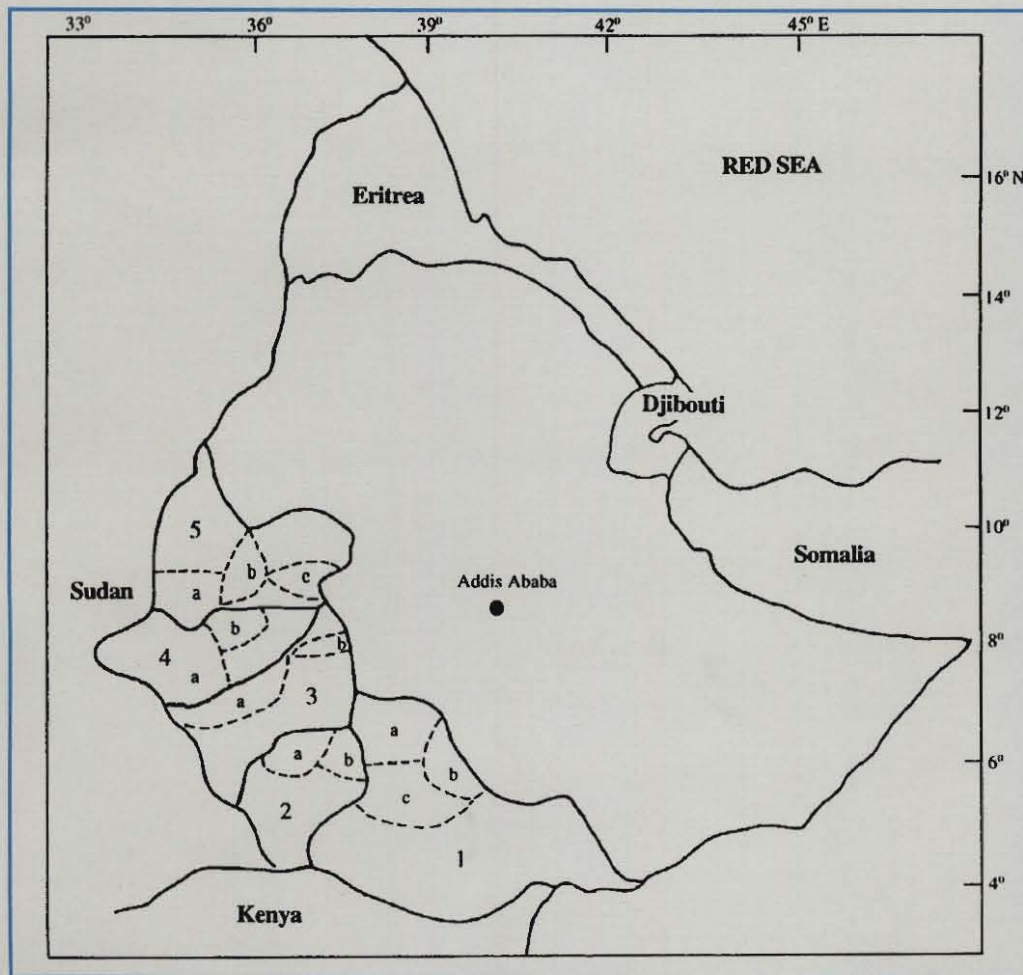 33° 36° 39° 42° 45° E
RED SEA
16° N
Eritrea
14°
Djibouti
12°
5
10°
Somalia
b
c
Addis Ababa
Sudan
a
b
8°
b
4
a
a
3
a
a
b
b
6°
c
2
1
4°
Kenya